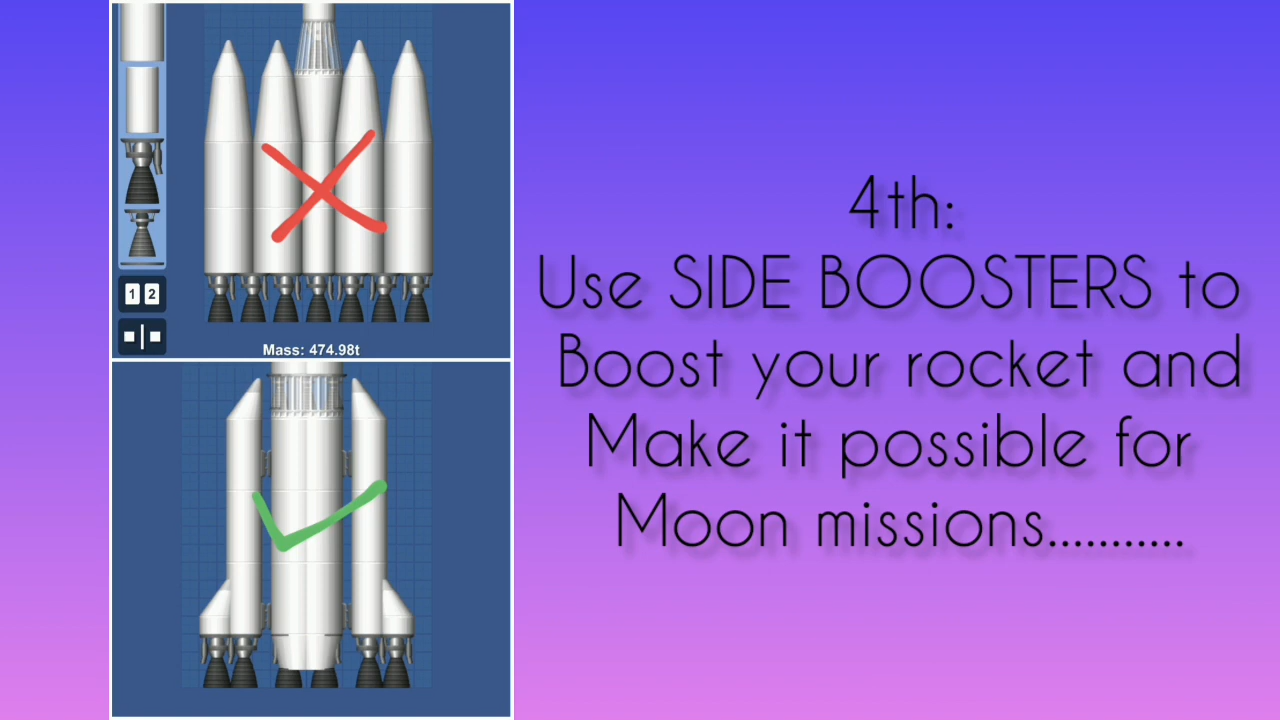 1 2
Mass: 474.98t
4th:
Use SIDE BOOSTERS to
Boost your rocket and
Make it possible for
Moon missions...........